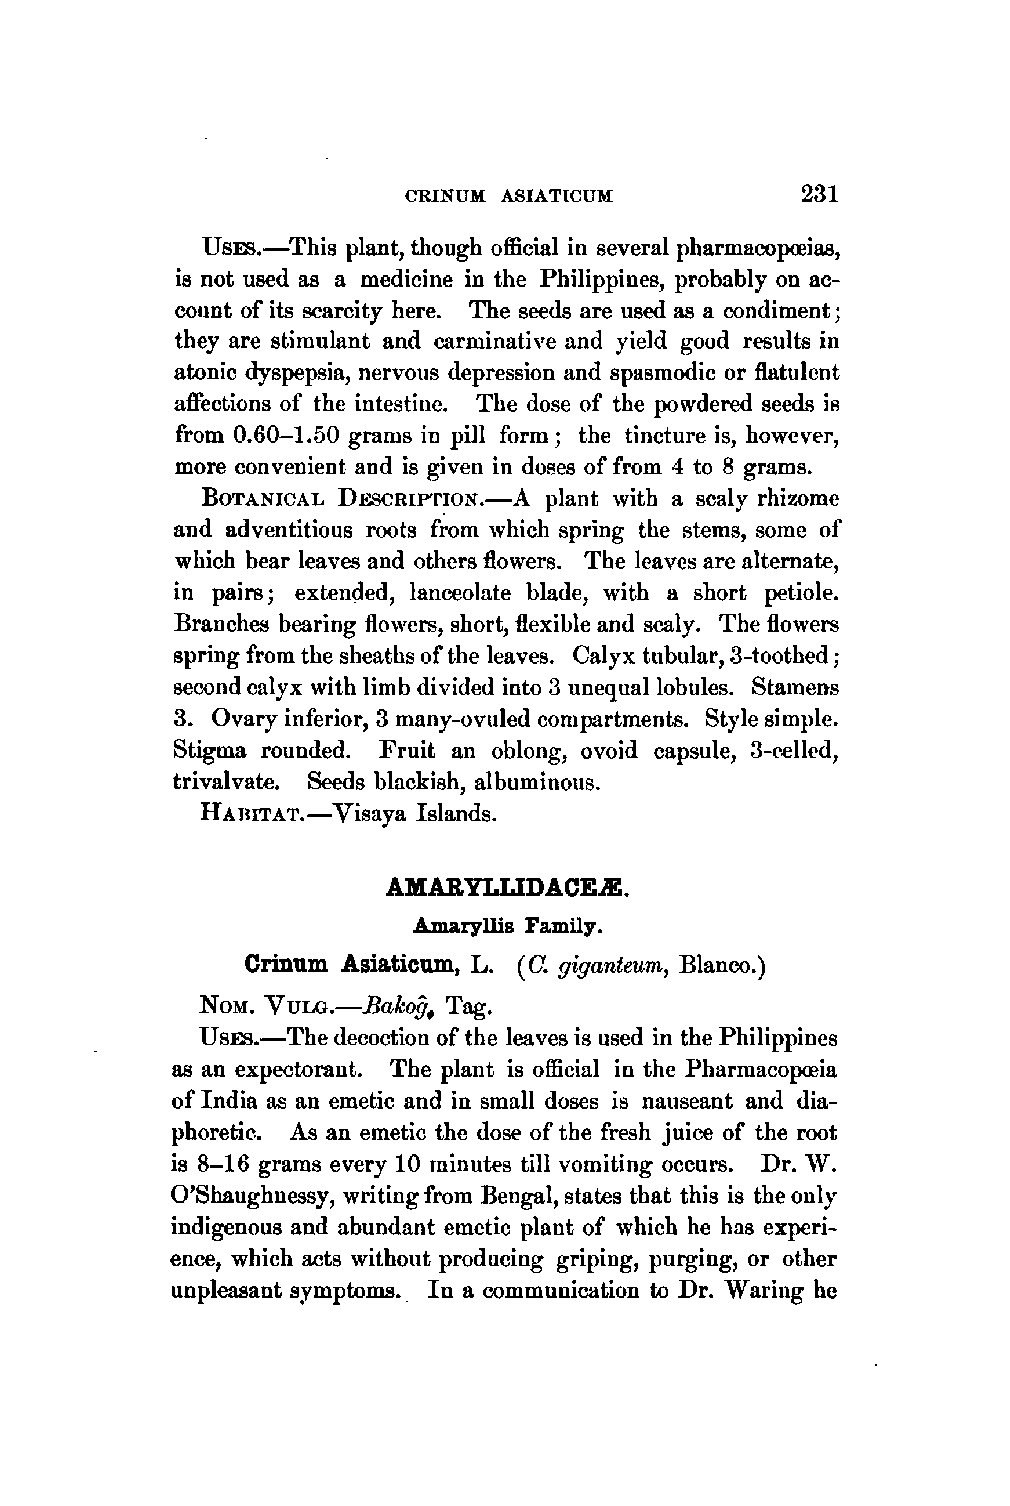 CRINUM ASIATICUM 231
USES.—This plant, though official in several pharmacopœias,
is not used as a medicine in the Philippines, probably on ac-
count of its scarcity here. The seeds are used as a condiment;
they are stimulant and carminative and yield good results in
atonic dyspepsia, nervous depression and spasmodic or flatulent
affections of the intestine. The dose of the powdered seeds is
from 0.60–1.50 grams in pill form; the tincture is, however,
more convenient and is given in doses of from 4 to 8 grams.
BOTANICAL DESCRIPTION.—A plant with a scaly rhizome
and adventitious roots from which spring the stems, some of
which bear leaves and others flowers. The leaves are alternate,
in pairs; extended, lanceolate blade, with a short petiole.
Branches bearing flowers, short, flexible and scaly. The flowers
spring from the sheaths of the leaves. Calyx tubular, 3-toothed;
second calyx with limb divided into 3 unequal lobules. Stamens
3. Ovary inferior, 3 many-ovuled compartments. Style simple.
Stigma rounded. Fruit an oblong, ovoid capsule, 3-celled,
trivalvate. Seeds blackish, albuminous.
HABITAT.—Visaya Islands.
AMARYLLIDACEÆ.
Amaryllis Family.
Crinum Asiaticum, L. (C. giganteum, Blanco.)
NOM. VULG.—Bakoĝ, Tag.
USES.—The decoction of the leaves is used in the Philippines
as an expectorant. The plant is official in the Pharmacopœia
of India as an emetic and in small doses is nauseant and dia-
phoretic. As an emetic the dose of the fresh juice of the root
is 8–16 grams every 10 minutes till vomiting occurs. Dr. W.
O'Shaughnessy, writing from Bengal, states that this is the only
indigenous and abundant emetic plant of which he has experi-
ence, which acts without producing griping, purging, or other
unpleasant symptoms. In a communication to Dr. Waring he